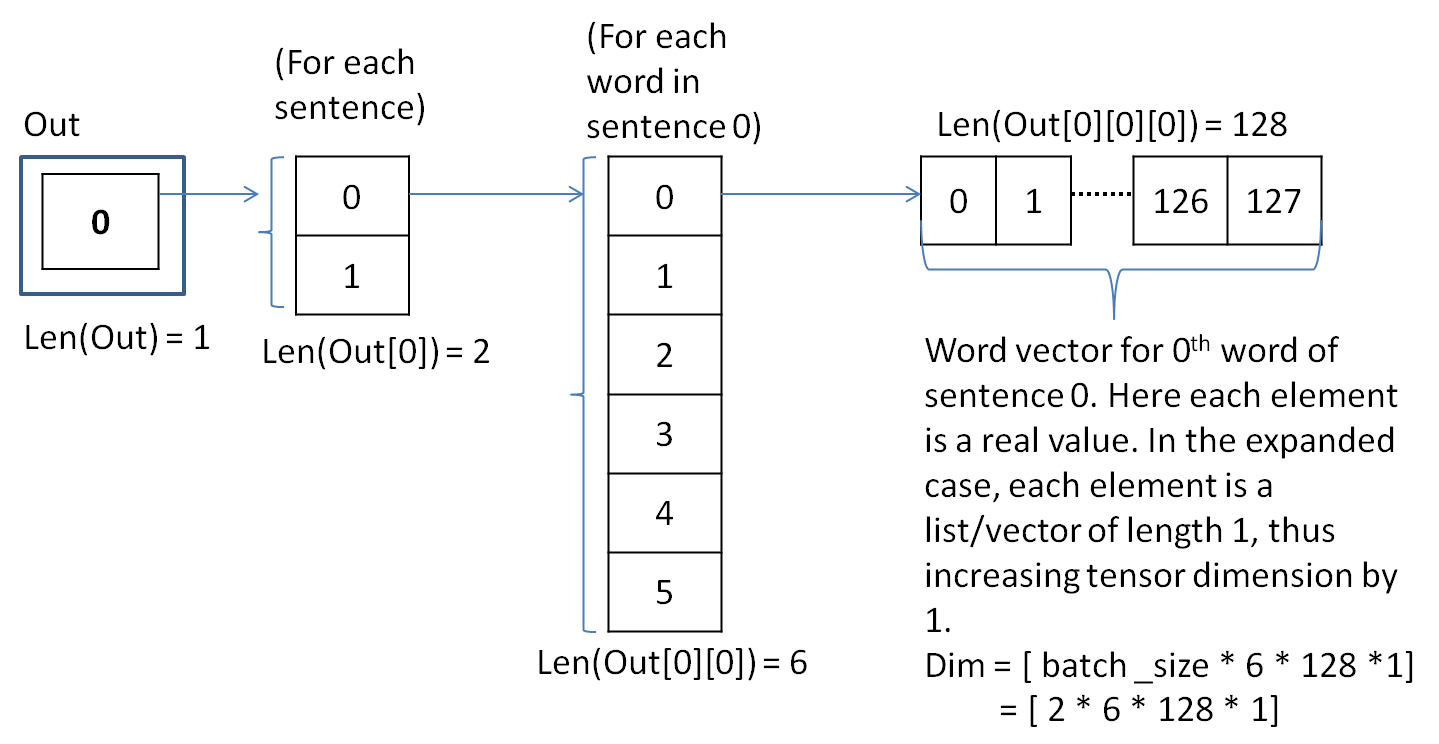 Out
0
Len(Out) = 1
(For each
sentence)
0
1
Len(Out[0]) = 2
(For each
word in
sentence 0)
0
1
2
3
4
5
Len(Out[0][0]) = 6
Len(Out[0][0][0]) = 128
0 1 126 127
Word vector for 0th word of
sentence 0. Here each element
is a real value. In the expanded
case, each element is a
list/vector of length 1, thus
increasing tensor dimension by
1.
Dim = [ batch _size * 6 * 128 *1]
= [ 2 * 6 * 128 * 1]